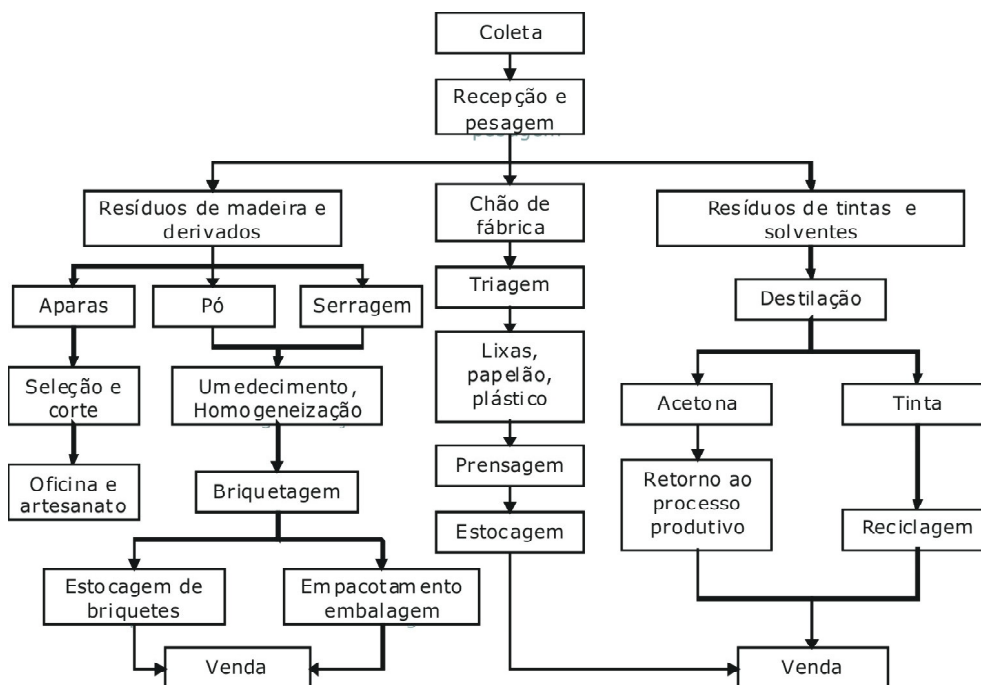 Coleta
Recepção e
pesagem
Resíduos de madeira e
derivados
Chão de
fábrica
Resíduos de tintas e
solventes
Aparas
Pó
Serragem
Triagem
Destilação
Seleção e
corte
Umedecimento,
Homogeneização
Lixas,
papelão,
plástico
Acetona
Tinta
Oficina e
artesanato
Briquetagem
Prensagem
Retorno ao
processo
produtivo
Estocagem
Reciclagem
Estocagem de
briquetes
Empacotamento
embalagem
Venda
Venda